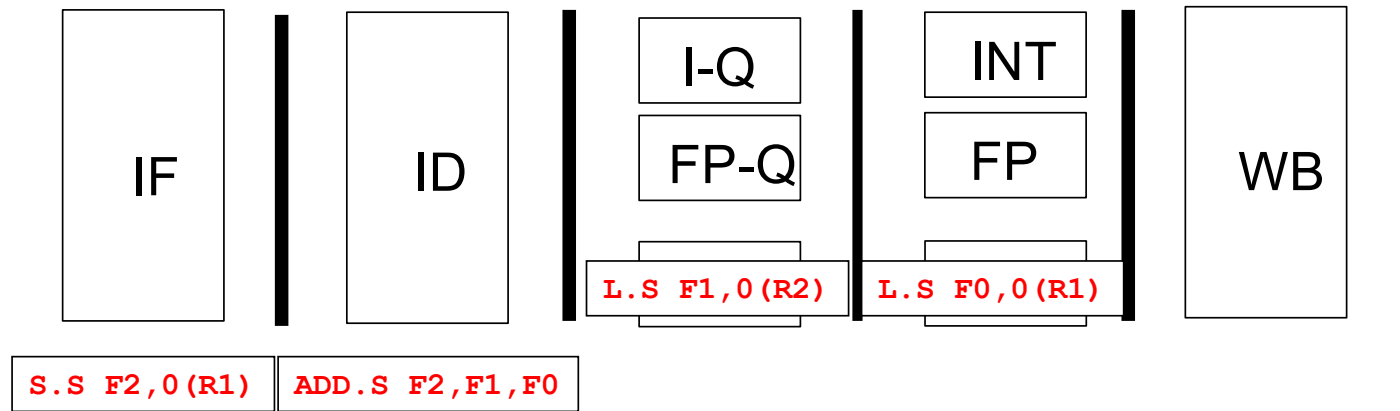 IF
ID
I-Q
FP-Q
INT
FP
WB
L.S F1,0(R2)
L.S F0,0(R1)
S.S F2,0(R1)
ADD.S F2,F1,F0